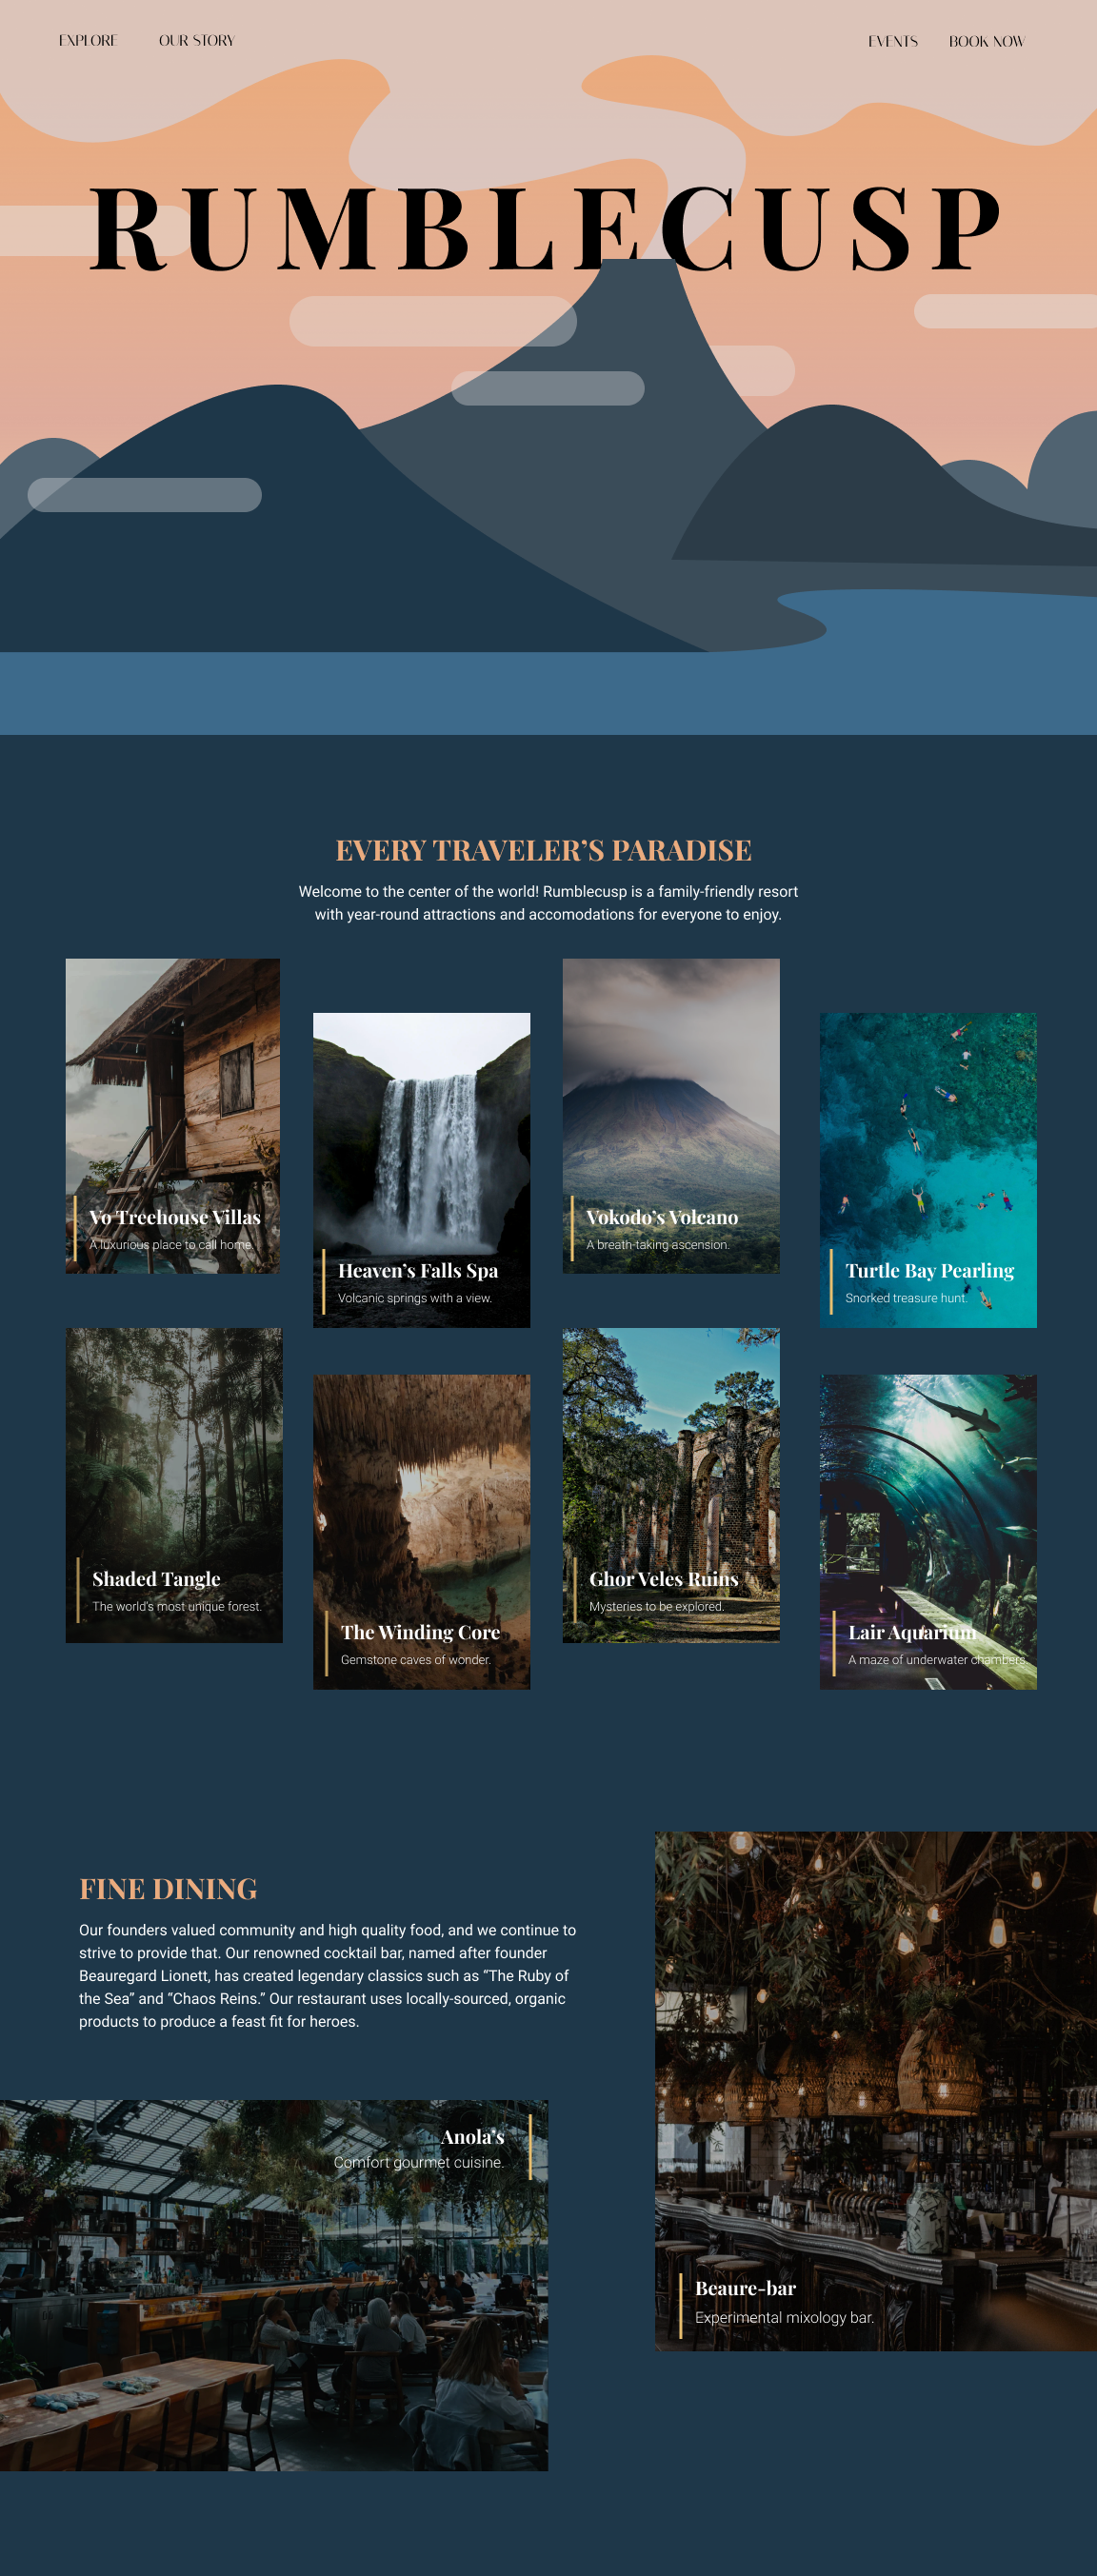 EXPLORE
OUR STORY
EVENTS
BOOK NOW
RUMBLECUSP
EVERY TRAVELER’S PARADISE
Welcome to the center of the world! Rumblecusp is a family-friendly resort
with year-round attractions and accomodations for everyone to enjoy.
Vo Treehouse Villas
A luxurious place to call home.
Heaven’s Falls Spa
Volcanic springs with a view.
Vokodo’s Volcano
A breath-taking ascension.
Turtle Bay Pearling
Snorked treasure hunt.
Shaded Tangle
The world’s most unique forest.
The Winding Core
Gemstone caves of wonder.
Ghor Veles Ruins
Mysteries to be explored.
Lair Aquarium
A maze of underwater chambers.
FINE DINING
Our founders valued community and high quality food, and we continue to
strive to provide that. Our renowned cocktail bar, named after founder
Beauregard Lionett, has created legendary classics such as “The Ruby of
the Sea” and “Chaos Reins.” Our restaurant uses locally-sourced, organic
products to produce a feast fit for heroes.
Anola’s
Comfort gourmet cuisine.
Beaure-bar
Experimental mixology bar.